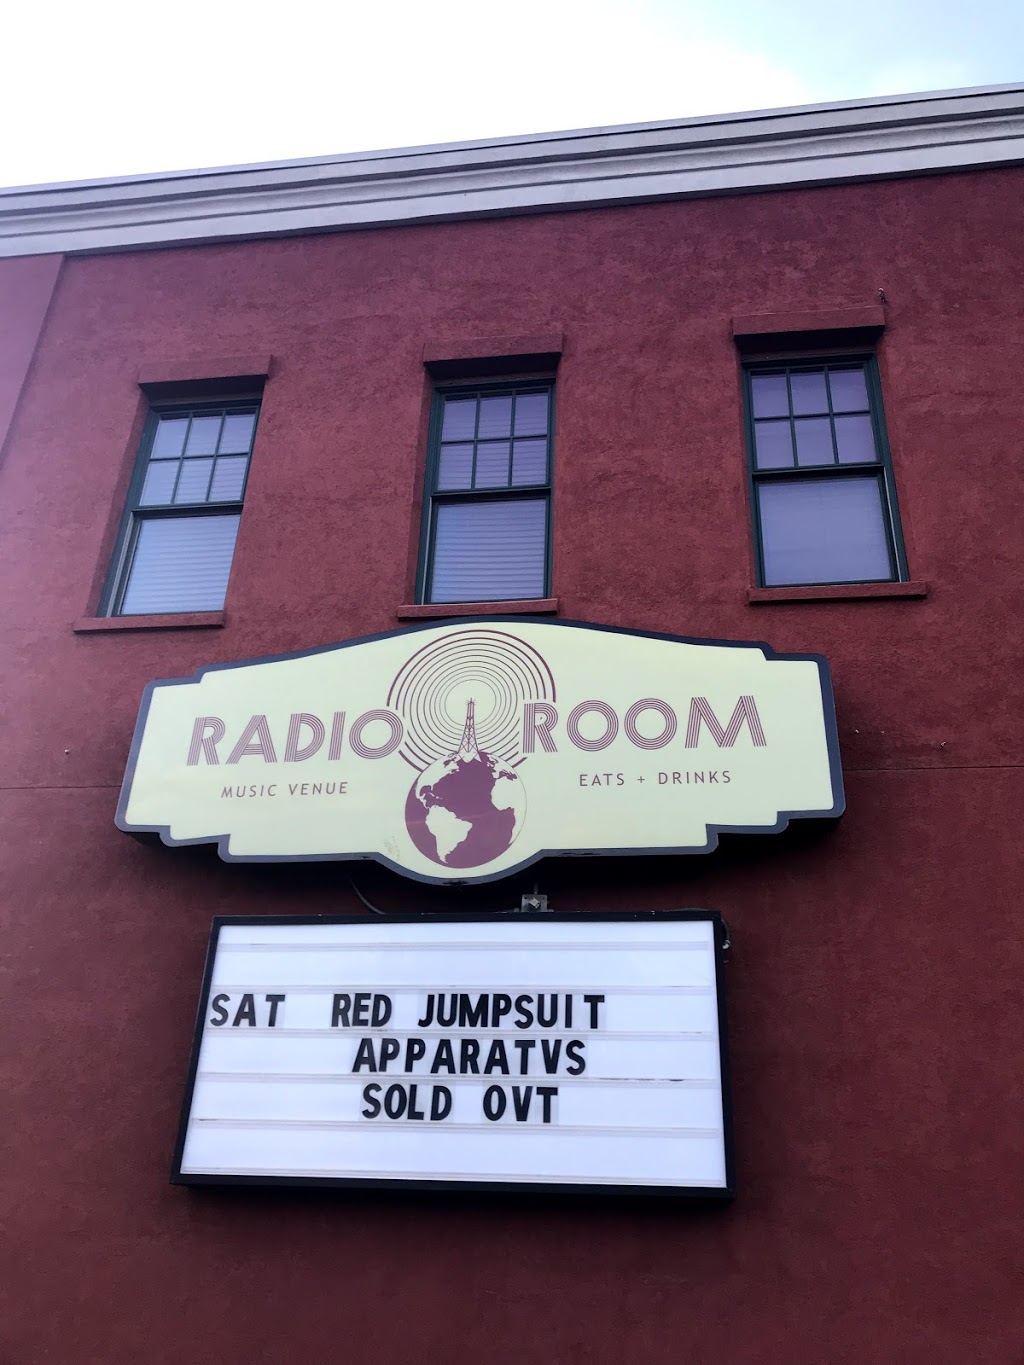 RADIO ROOM
MUSIC VENUE EATS + DRINKS
SAT RED JUMPSUIT
APPARATVS
SOLD OVT